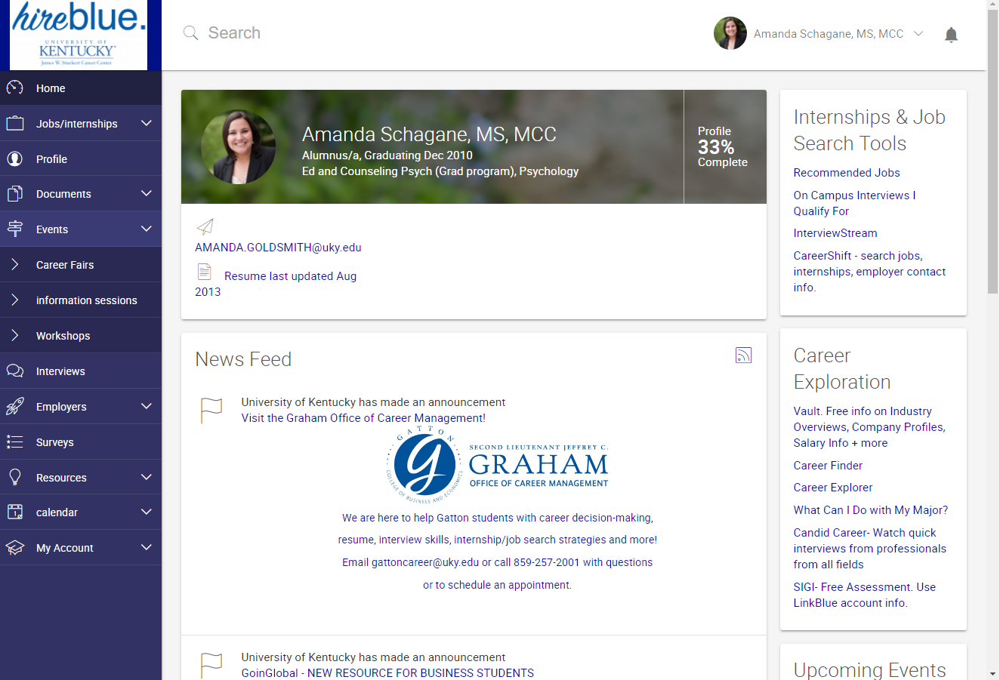 hireblue.
UNIVERSITY OF
KENTUCKY
James W. Stuckert Career Center
Search
Amanda Schagane, MS, MCC
Home
Jobs/internships
Profile
Documents
Events
Career Fairs
information sessions
Workshops
Interviews
Employers
Surveys
Resources
calendar
My Account
Amanda Schagane, MS, MCC
Alumnus/a, Graduating Dec 2010
Ed and Counseling Psych (Grad program), Psychology
Profile
33%
Complete
AMANDA.GOLDSMITH@uky.edu
Resume last updated Aug
2013
News Feed
University of Kentucky has made an announcement
Visit the Graham Office of Career Management!
GATTON
COLLEGE OF BUSINESS AND ECONOMICS
SECOND LIEUTENANT JEFFREY C.
GRAHAM
OFFICE OF CAREER MANAGEMENT
We are here to help Gatton students with career decision-making,
resume, interview skills, internship/job search strategies and more!
Email gattoncareer@uky.edu or call 859-257-2001 with questions
or to schedule an appointment.
University of Kentucky has made an announcement
GoinGlobal - NEW RESOURCE FOR BUSINESS STUDENTS
Internships & Job
Search Tools
Recommended Jobs
On Campus Interviews I
Qualify For
InterviewStream
CareerShift - search jobs,
internships, employer contact
info.
Career
Exploration
Vault. Free info on Industry
Overviews, Company Profiles,
Salary Info + more
Career Finder
Career Explorer
What Can I Do with My Major?
Candid Career- Watch quick
interviews from professionals
from all fields
SIGI- Free Assessment. Use
LinkBlue account info.
Upcoming Events